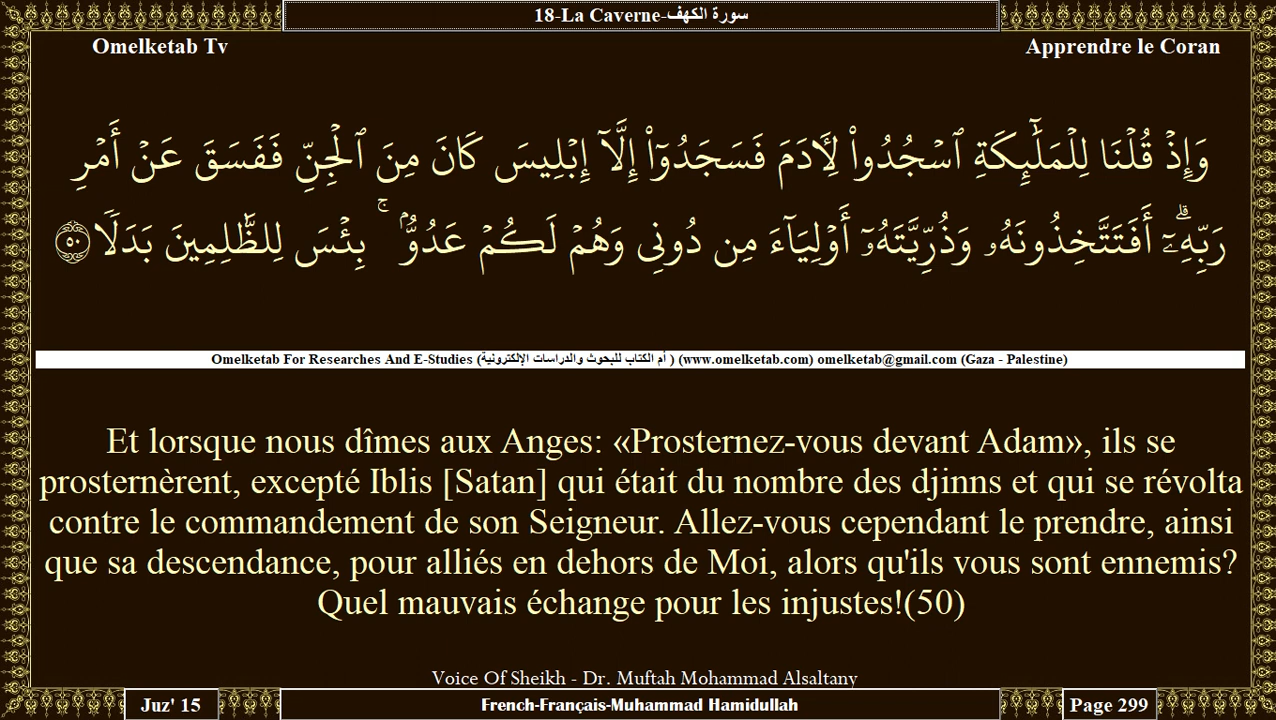 18-La Caverne-سورة الكهف
Omelketab Tv
Apprendre le Coran
وَإِذۡ قُلۡنَا لِلۡمَلَٰٓئِكَةِ ٱسۡجُدُواْ لِأٓدَمَ فَسَجَدُوٓاْ إِلَّآ إِبۡلِيسَ كَانَ مِنَ ٱلۡجِنِّ فَفَسَقَ عَنۡ أَمۡرِ
رَبِّهِۦٓۗ أَفَتَتَّخِذُونَهُۥ وَذُرِّيَّتَهُۥٓ أَوۡلِيَآءَ مِن دُونِي وَهُمۡ لَكُمۡ عَدُوُّۢۚ بِئۡسَ لِلظَّٰلِمِينَ بَدَلٗا ٥٠
Omelketab For Researches And E-Studies (أم الكتاب للبحوث والدراسات الإلكترونية ) (www.omelketab.com) omelketab@gmail.com (Gaza - Palestine)
Et lorsque nous dîmes aux Anges: «Prosternez-vous devant Adam», ils se
prosternèrent, excepté Iblis [Satan] qui était du nombre des djinns et qui se révolta
contre le commandement de son Seigneur. Allez-vous cependant le prendre, ainsi
que sa descendance, pour alliés en dehors de Moi, alors qu'ils vous sont ennemis?
Quel mauvais échange pour les injustes!(50)
Voice Of Sheikh - Dr. Muftah Mohammad Alsaltany
Juz' 15
French-Français-Muhammad Hamidullah
Page 299